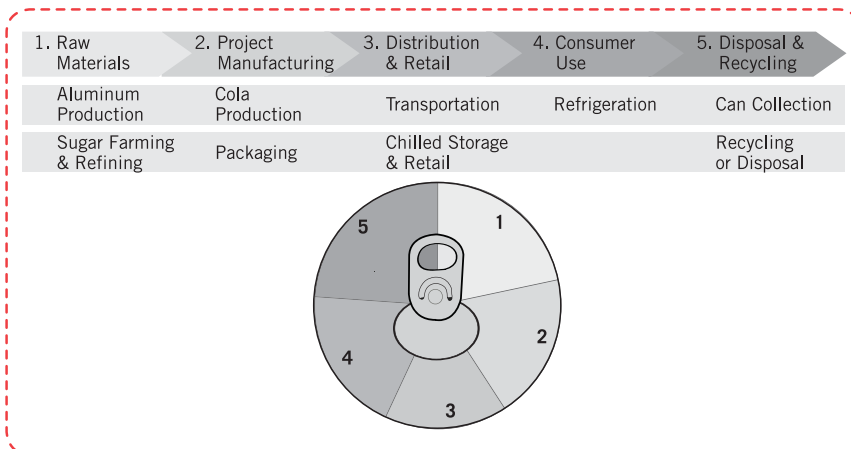 1. Raw Materials
2. Project Manufacturing
3. Distribution & Retail
4. Consumer Use
5. Disposal & Recycling
Aluminum Production
Cola Production
Transportation
Refrigeration
Can Collection
Sugar Farming & Refining
Packaging
Chilled Storage & Retail
Recycling or Disposal
5
1
2
4
3